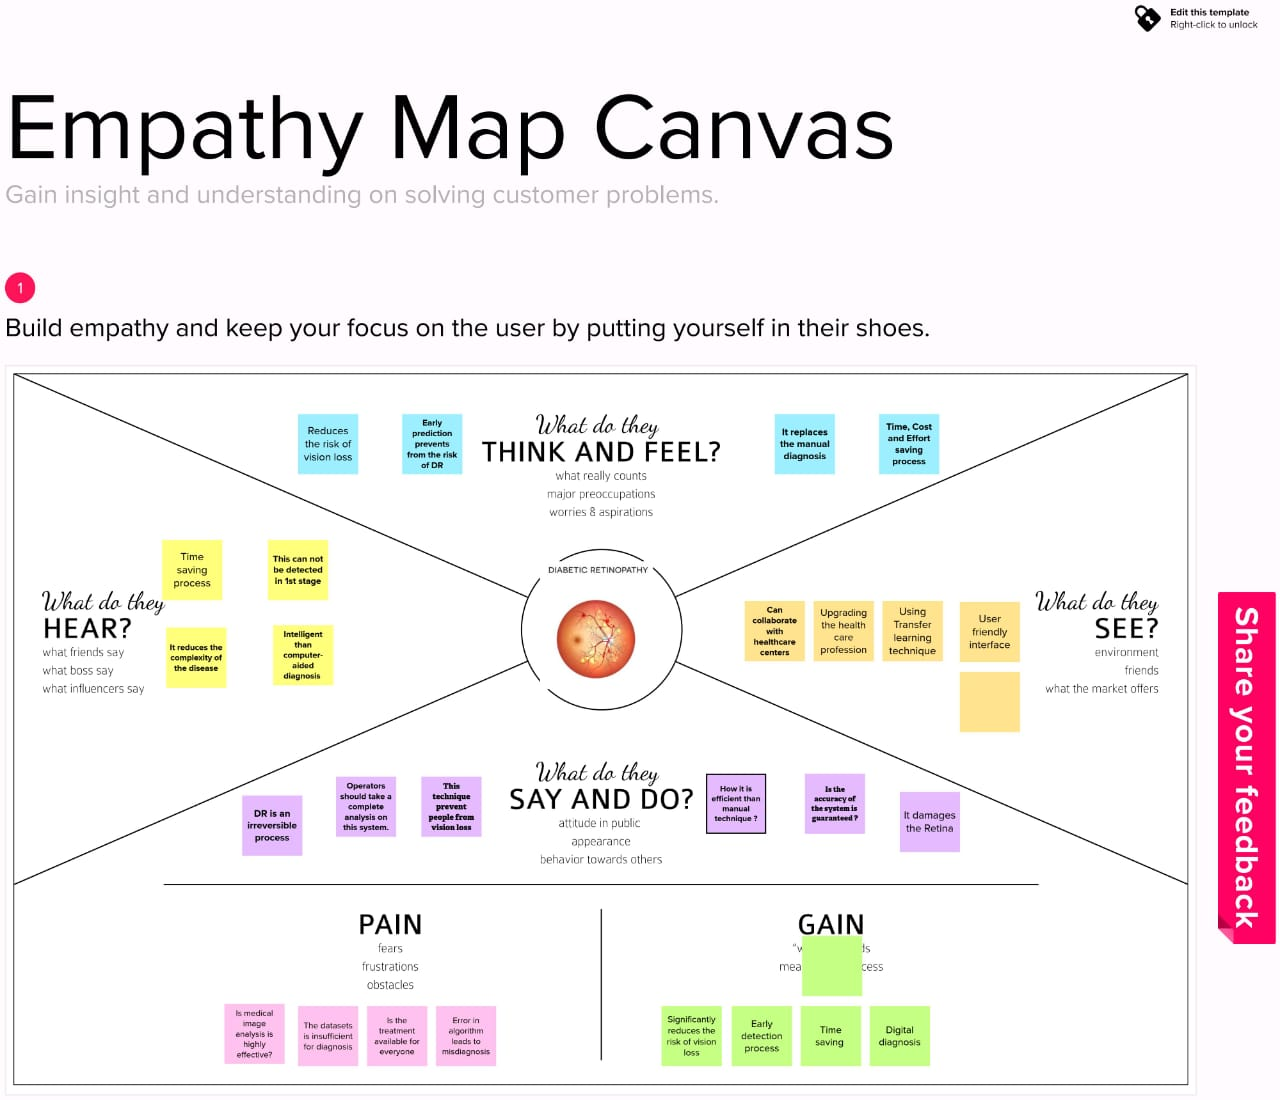 Edit this template
Right-click to unlock
Empathy Map Canvas
Gain insight and understanding on solving customer problems.
1
Build empathy and keep your focus on the user by putting yourself in their shoes.
What do they
THINK AND FEEL?
what really counts
major preoccupations
worries & aspirations
Reduces
the risk of
vision loss
Early
prediction
prevents
from the risk
of DR
It replaces
the manual
diagnosis
Time, Cost
and Effort
saving
process
What do they
HEAR?
what friends say
what boss say
what influencers say
Time
saving
process
This can not
be detected
in 1st stage
It reduces the
complexity of
the disease
Intelligent
than
computer-
aided
diagnosis
DIABETIC RETINOPATHY
Can
collaborate
with
healthcare
centers
Upgrading
the health
care
profession
Using
Transfer
learning
technique
User
friendly
interface
What do they
SEE?
environment
friends
what the market offers
What do they
SAY AND DO?
attitude in public
appearance
behavior towards others
DR is an
irreversible
process
Operators
should take a
complete
analysis on
this system.
This
technique
prevent
people from
vision loss
How it is
efficient than
manual
technique ?
Is the
accuracy of
the system is
guaranteed ?
It damages
the Retina
PAIN
fears
frustrations
obstacles
Is medical
image
analysis is
highly
effective?
The datasets
is insufficient
for diagnosis
Is the
treatment
available for
everyone
Error in
algorithm
leads to
misdiagnosis
GAIN
Significantly
reduces the
risk of vision
loss
Early
detection
process
Time
saving
Digital
diagnosis
Share your feedback